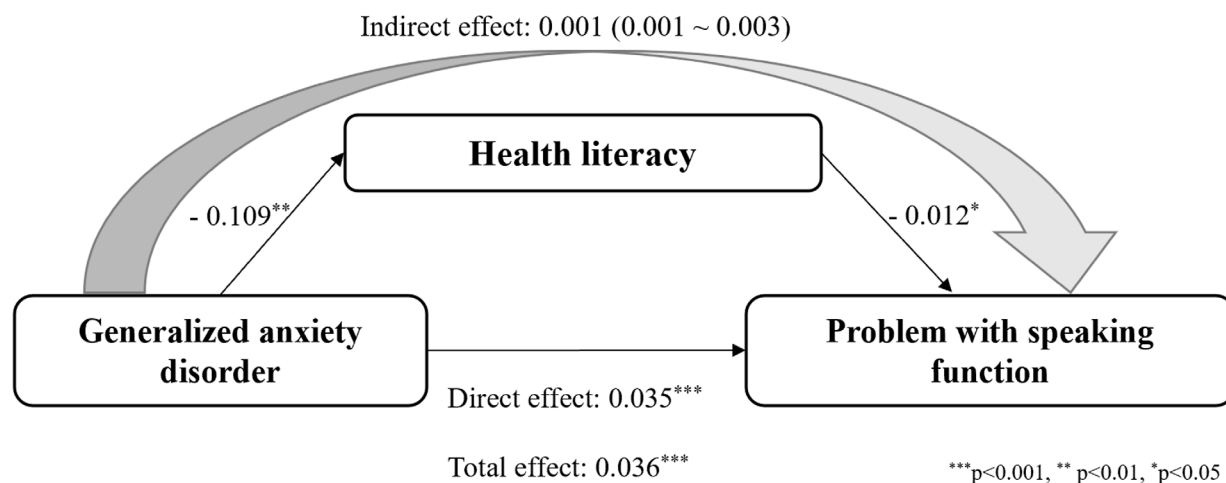 Indirect effect: 0.001 (0.001 ~ 0.003)
Health literacy
- 0.109**
- 0.012*
Generalized anxiety
disorder
Problem with speaking
function
Direct effect: 0.035***
Total effect: 0.036***
***p<0.001, ** p<0.01, *p<0.05